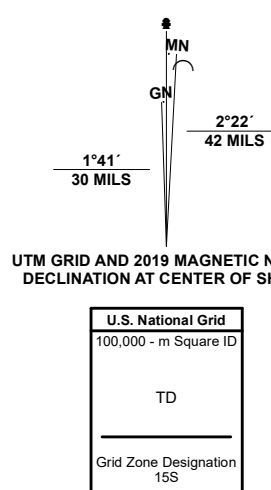 MN
GN
2°22´
42 MILS
1°41´
30 MILS
UTM GRID AND 2019 MAGNETIC
DECLINATION AT CENTER OF
U.S. National Grid
100,000 - m Square ID
TD
Grid Zone Designation
15S